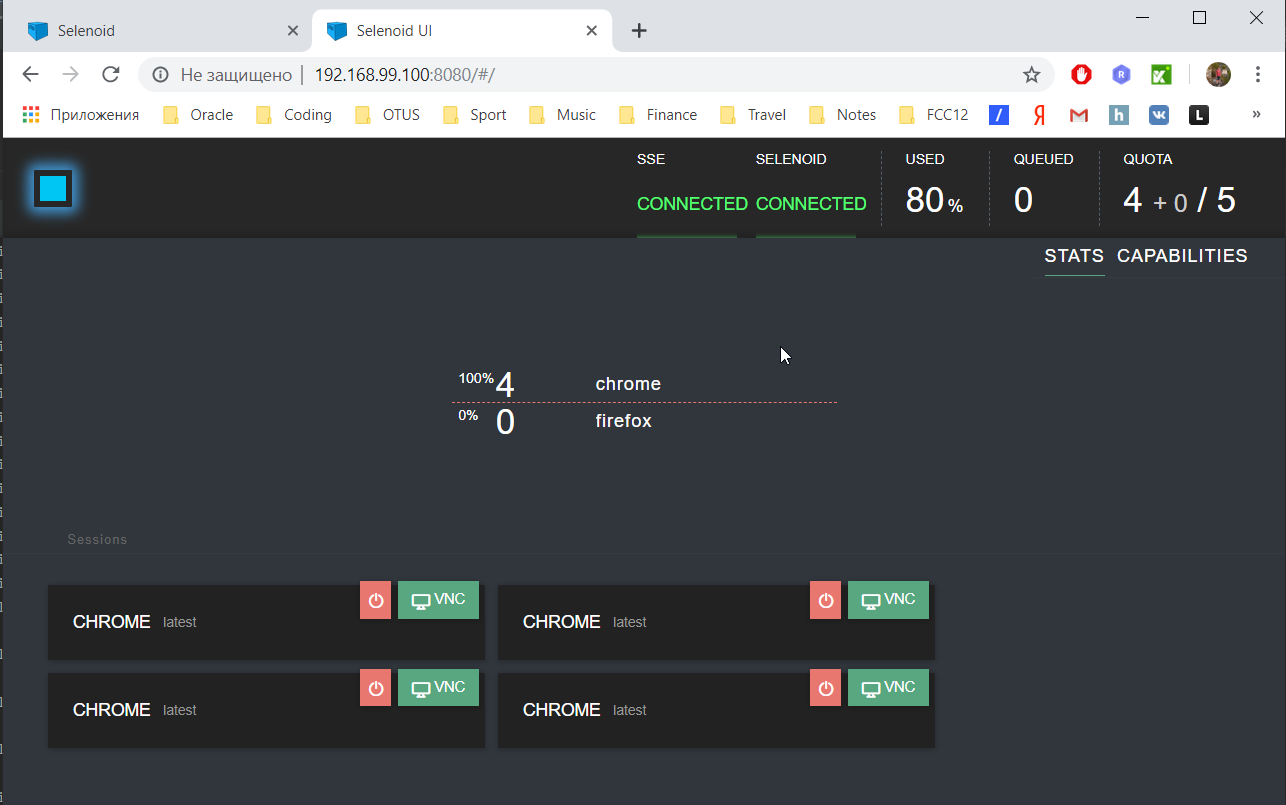 Selenoid
Selenoid UI
Не защищено | 192.168.99.100:8080/#/
Приложения Oracle Coding OTUS Sport Music Finance Travel Notes FCC12 »
SSE SELENOID USED QUEUED QUOTA
CONNECTED CONNECTED 80% 0 4 + 0 / 5
STATS CAPABILITIES
100% 4 chrome
0% 0 firefox
Sessions
CHROME latest VNC
CHROME latest VNC
CHROME latest VNC
CHROME latest VNC